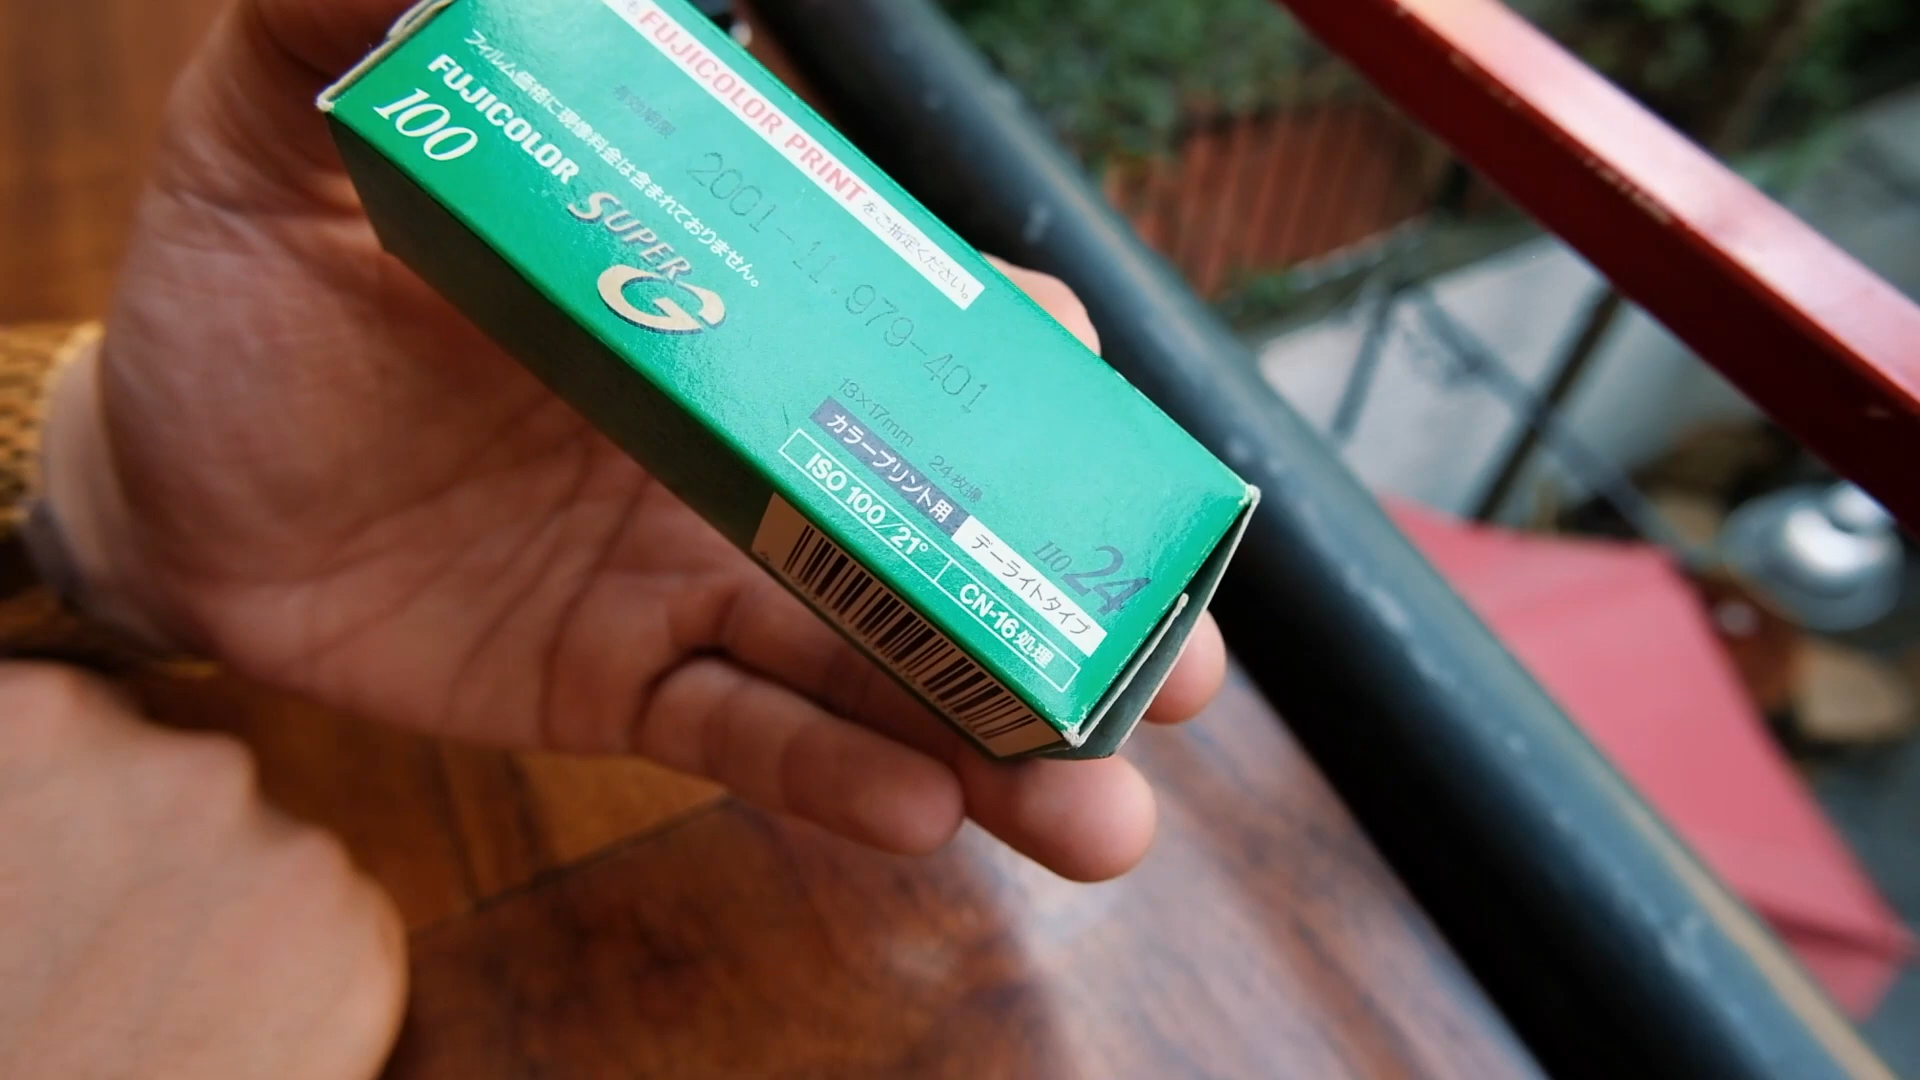 も FUJICOLOR PRINT をご指定ください。
有効期限
2001-11.979-401
フィルム価格に現像料金は含まれておりません。
FUJICOLOR SUPER G
100
13×17mm 24枚撮
110 24
カラープリント用 デーライトタイプ
ISO 100/21° CN-16処理